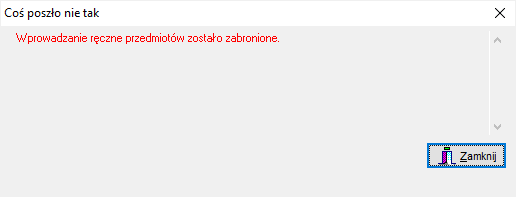 Coś poszło nie tak
Wprowadzanie ręczne przedmiotów zostało zabronione.
Zamknij